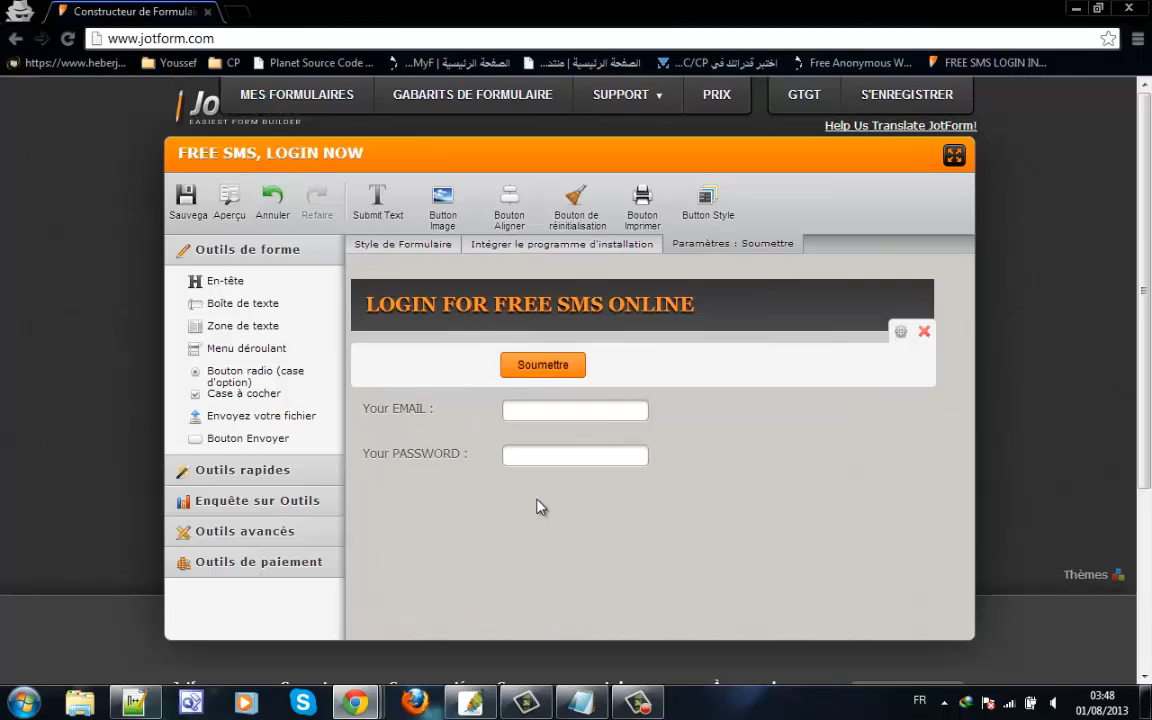 Constructeur de Formulai
www.jotform.com
https://www.heberj... Youssef CP Planet Source Code ... الصفحة الرئيسية | MyF... الصفحة الرئيسية | منتد... اختبر قدراتك في C/CP... Free Anonymous W... FREE SMS LOGIN IN...
Jo
EASIEST FORM BUILDER
MES FORMULAIRES GABARITS DE FORMULAIRE SUPPORT ▼ PRIX GTGT S'ENREGISTRER
Help Us Translate JotForm!
FREE SMS, LOGIN NOW
Sauvega Aperçu Annuler Refaire Submit Text Button Image Bouton Aligner Bouton de réinitialisation Bouton Imprimer Button Style
Outils de forme
Style de Formulaire Intégrer le programme d'installation Paramètres : Soumettre
En-tête
Boîte de texte
Zone de texte
Menu déroulant
Bouton radio (case
d'option)
Case à cocher
Envoyez votre fichier
Bouton Envoyer
Outils rapides
Enquête sur Outils
Outils avancés
Outils de paiement
LOGIN FOR FREE SMS ONLINE
Soumettre
Your EMAIL :
Your PASSWORD :
Thèmes
FR
03:48
01/08/2013